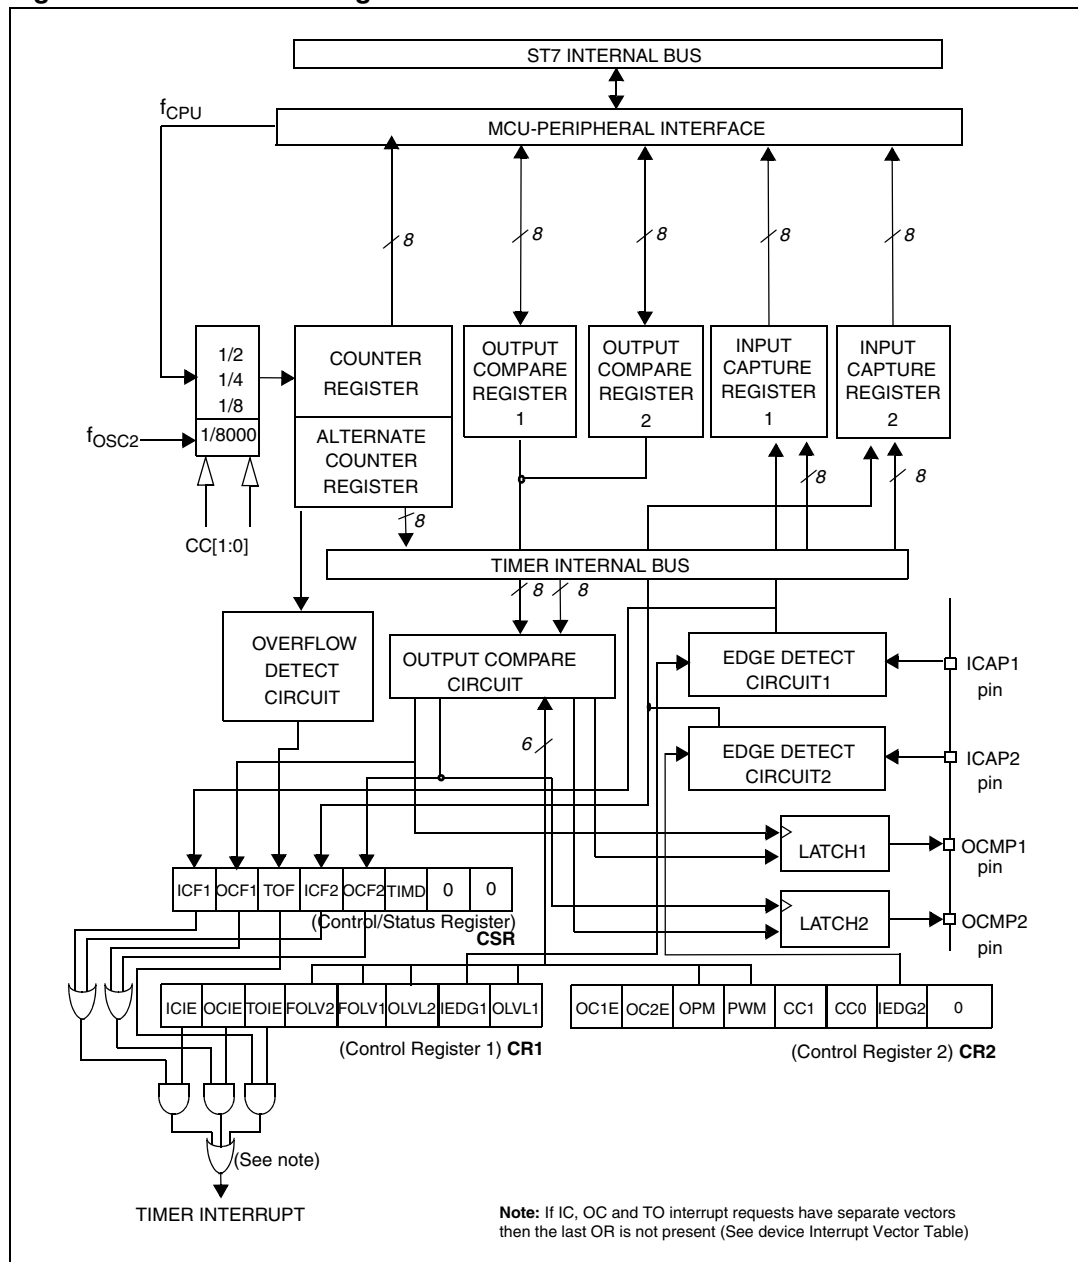 ST7 INTERNAL BUS
fCPU
MCU-PERIPHERAL INTERFACE
8
8
8
8
8
1/2
1/4
1/8
1/8000
fOSC2
CC[1:0]
COUNTER
REGISTER
ALTERNATE
COUNTER
REGISTER
OUTPUT
COMPARE
REGISTER
1
OUTPUT
COMPARE
REGISTER
2
INPUT
CAPTURE
REGISTER
1
INPUT
CAPTURE
REGISTER
2
8
8
8
TIMER INTERNAL BUS
8
8
OVERFLOW
DETECT
CIRCUIT
OUTPUT COMPARE
CIRCUIT
6
EDGE DETECT
CIRCUIT1
ICAP1
pin
EDGE DETECT
CIRCUIT2
ICAP2
pin
LATCH1
OCMP1
pin
LATCH2
OCMP2
pin
ICF1 OCF1 TOF ICF2 OCF2 TIMD 0 0
(Control/Status Register)
CSR
ICIE OCIE TOIE FOLV2 FOLV1 OLVL2 IEDG1 OLVL1
(Control Register 1) CR1
OC1E OC2E OPM PWM CC1 CC0 IEDG2 0
(Control Register 2) CR2
(See note)
TIMER INTERRUPT
Note: If IC, OC and TO interrupt requests have separate vectors
then the last OR is not present (See device Interrupt Vector Table)